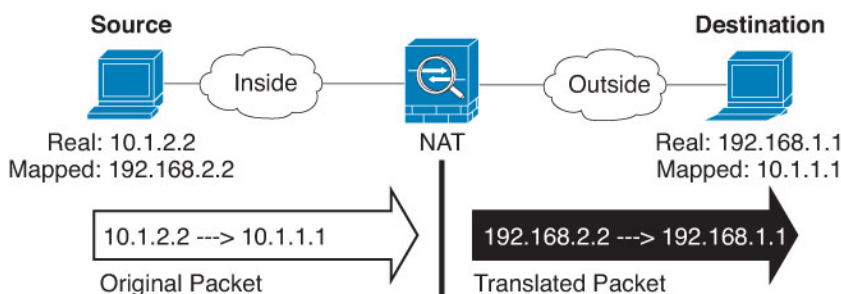 Source
Destination
Inside
Outside
NAT
Real: 10.1.2.2
Mapped: 192.168.2.2
Real: 192.168.1.1
Mapped: 10.1.1.1
10.1.2.2 ---> 10.1.1.1
192.168.2.2 ---> 192.168.1.1
Original Packet
Translated Packet